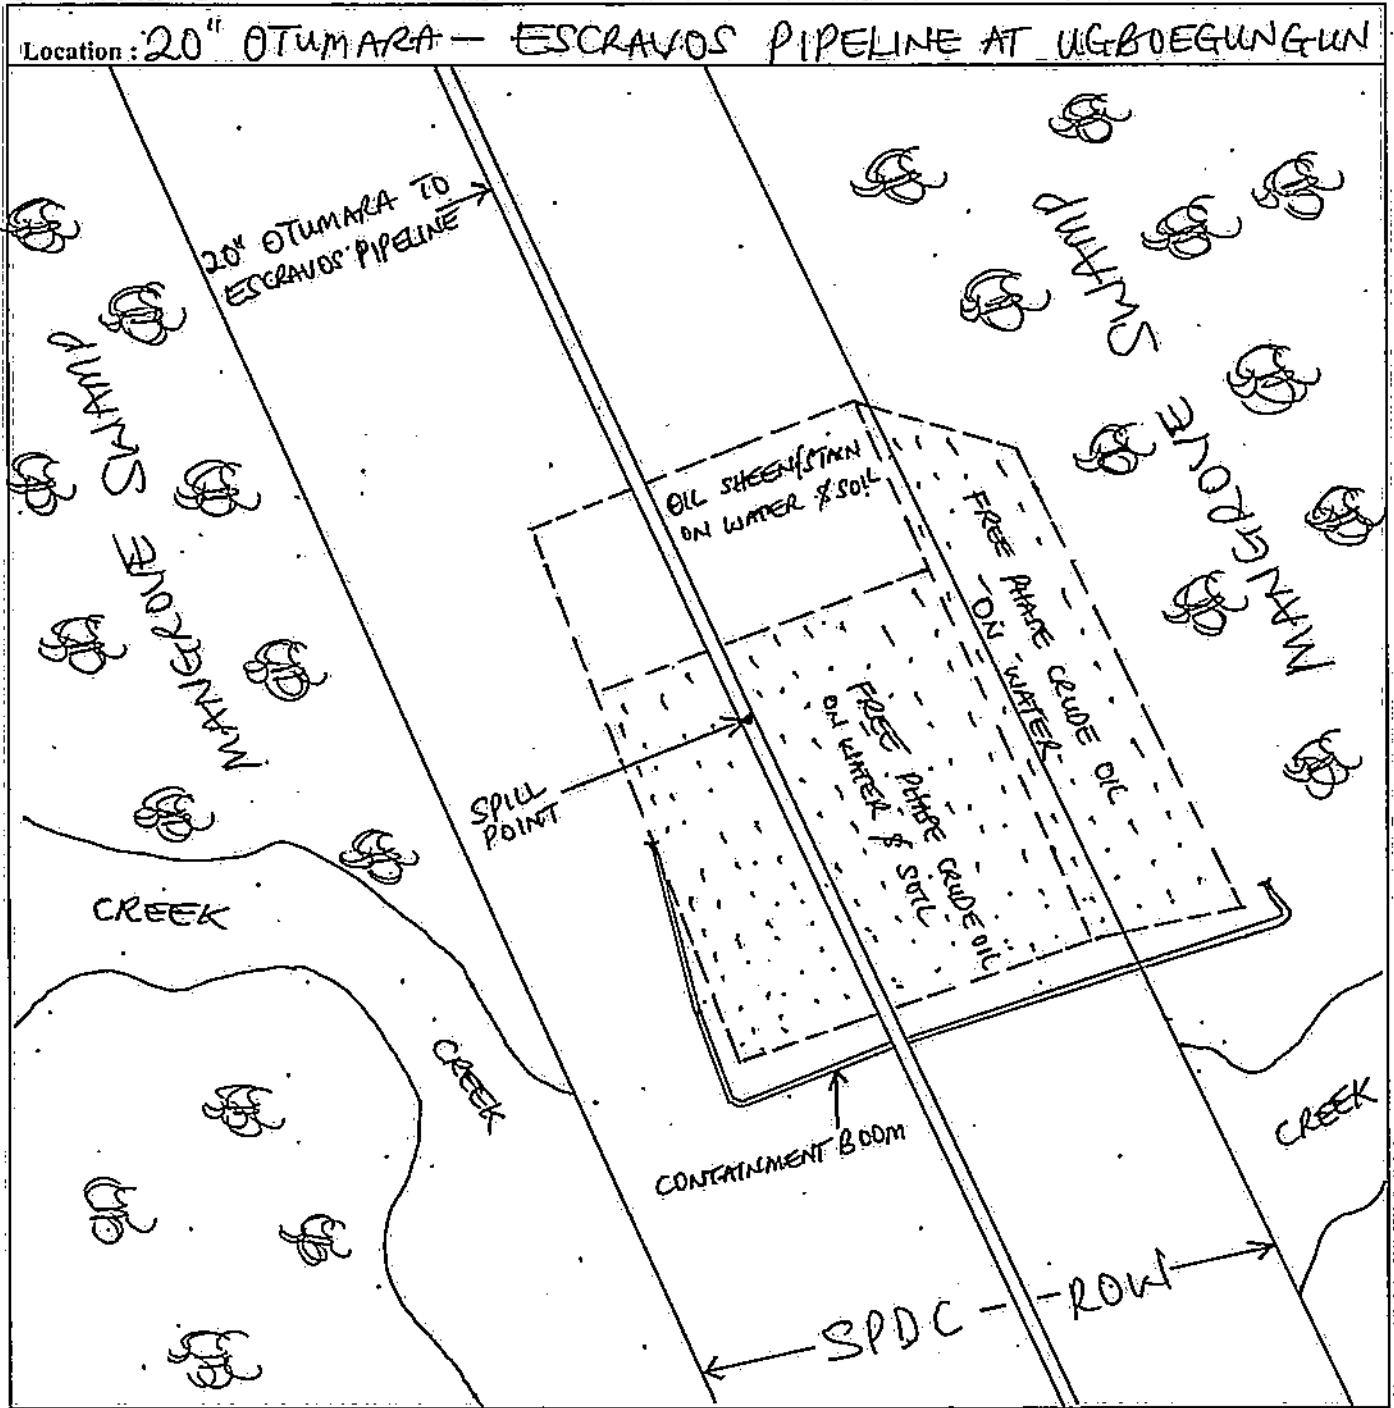 Location : 20" OTUMARA — ESCRAVOS PIPELINE AT UGBOEGUNGUN
20" OTUMARA TO
ESCRAVOS PIPELINE
MANGROVE SWAMP
MANGROVE SWAMP
OIL SHEEN/STAIN
ON WATER & SOIL
FREE PHASE CRUDE OIL
ON WATER
FREE PHASE CRUDE OIL
ON WATER & SOIL
SPILL
POINT
CREEK
CREEK
CREEK
CONTAINMENT BOOM
SPDC ROW